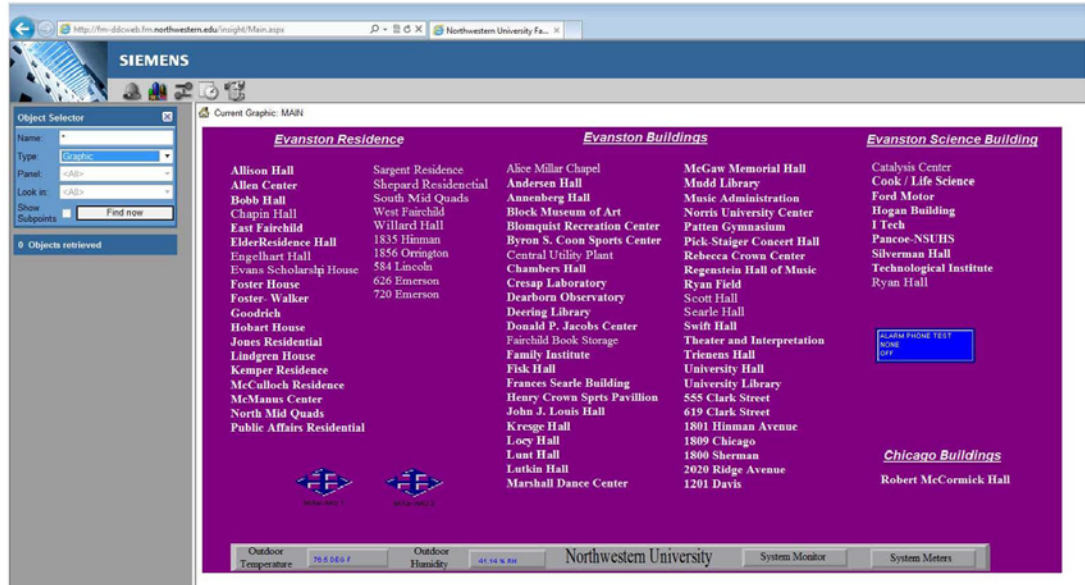 http://fm-ddcweb.fm.northwestern.edu/insight/Main.aspx
Northwestern University Fa...
SIEMENS
Object Selector
Name: *
Type: Graphic
Panel: <All>
Look in: <All>
Show Subpoints
Find now
0 Objects retrieved
Current Graphic: MAIN
Evanston Residence
Allison Hall
Allen Center
Bobb Hall
Chapin Hall
East Fairchild
ElderResidence Hall
Engelhart Hall
Evans Scholarshp House
Foster House
Foster- Walker
Goodrich
Hobart House
Jones Residential
Lindgren House
Kemper Residence
McCulloch Residence
McManus Center
North Mid Quads
Public Affairs Residential
Sargent Residence
Shepard Residenctial
South Mid Quads
West Fairchild
Willard Hall
1835 Hinman
1856 Orrington
584 Lincoln
626 Emerson
720 Emerson
Evanston Buildings
Alice Millar Chapel
Andersen Hall
Annenberg Hall
Block Museum of Art
Blomquist Recreation Center
Byron S. Coon Sports Center
Central Utility Plant
Chambers Hall
Cresap Laboratory
Dearborn Observatory
Deering Library
Donald P. Jacobs Center
Fairchild Book Storage
Family Institute
Fisk Hall
Frances Searle Building
Henry Crown Sprts Pavillion
John J. Louis Hall
Kresge Hall
Locy Hall
Lunt Hall
Lutkin Hall
Marshall Dance Center
McGaw Memorial Hall
Mudd Library
Music Administration
Norris University Center
Patten Gymnasium
Pick-Staiger Concert Hall
Rebecca Crown Center
Regenstein Hall of Music
Ryan Field
Scott Hall
Searle Hall
Swift Hall
Theater and Interpretation
Trienens Hall
University Hall
University Library
555 Clark Street
619 Clark Street
1801 Hinman Avenue
1809 Chicago
1800 Sherman
2020 Ridge Avenue
1201 Davis
Evanston Science Building
Catalysis Center
Cook / Life Science
Ford Motor
Hogan Building
I Tech
Pancoe-NSUHS
Silverman Hall
Technological Institute
Ryan Hall
ALARM PHONE TEST
NONE
OFF
Chicago Buildings
Robert McCormick Hall
Outdoor Temperature
76.5 DEG F
Outdoor Humidity
% RH
Northwestern University
System Monitor
System Meters